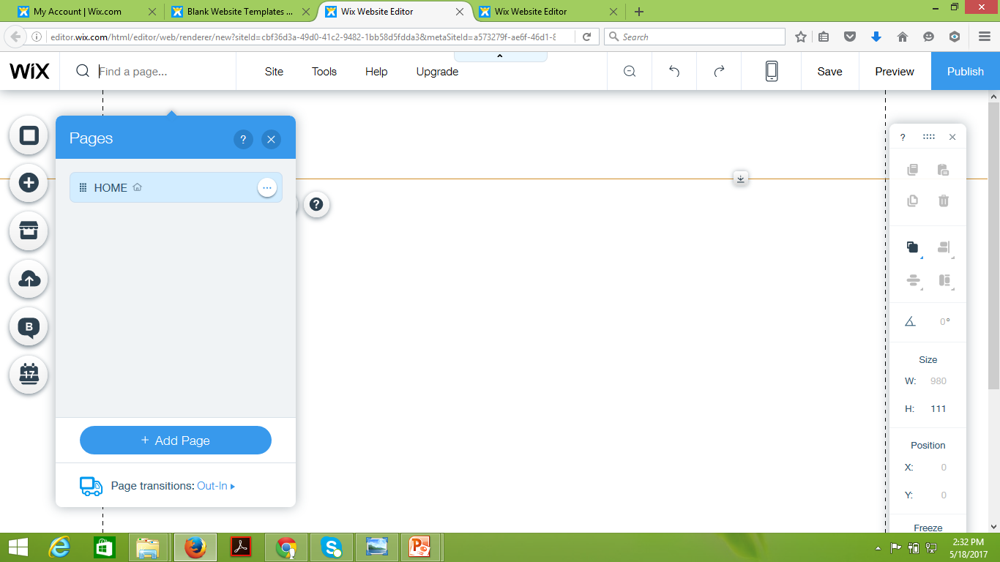 My Account | Wix.com
Blank Website Templates ...
Wix Website Editor
Wix Website Editor
editor.wix.com/html/editor/web/renderer/new?siteId=cbf36d3a-49d0-41c2-9482-1bb58d5fdda3&metaSiteId=a573279f-ae6f-46d1-8
Search
WiX
Find a page...
Site
Tools
Help
Upgrade
Save
Preview
Publish
Pages
?
?
HOME
?
B
17
0°
Size
W: 980
H: 111
+ Add Page
Position
X: 0
Page transitions: Out-In
Y: 0
Freeze
2:32 PM
5/18/2017